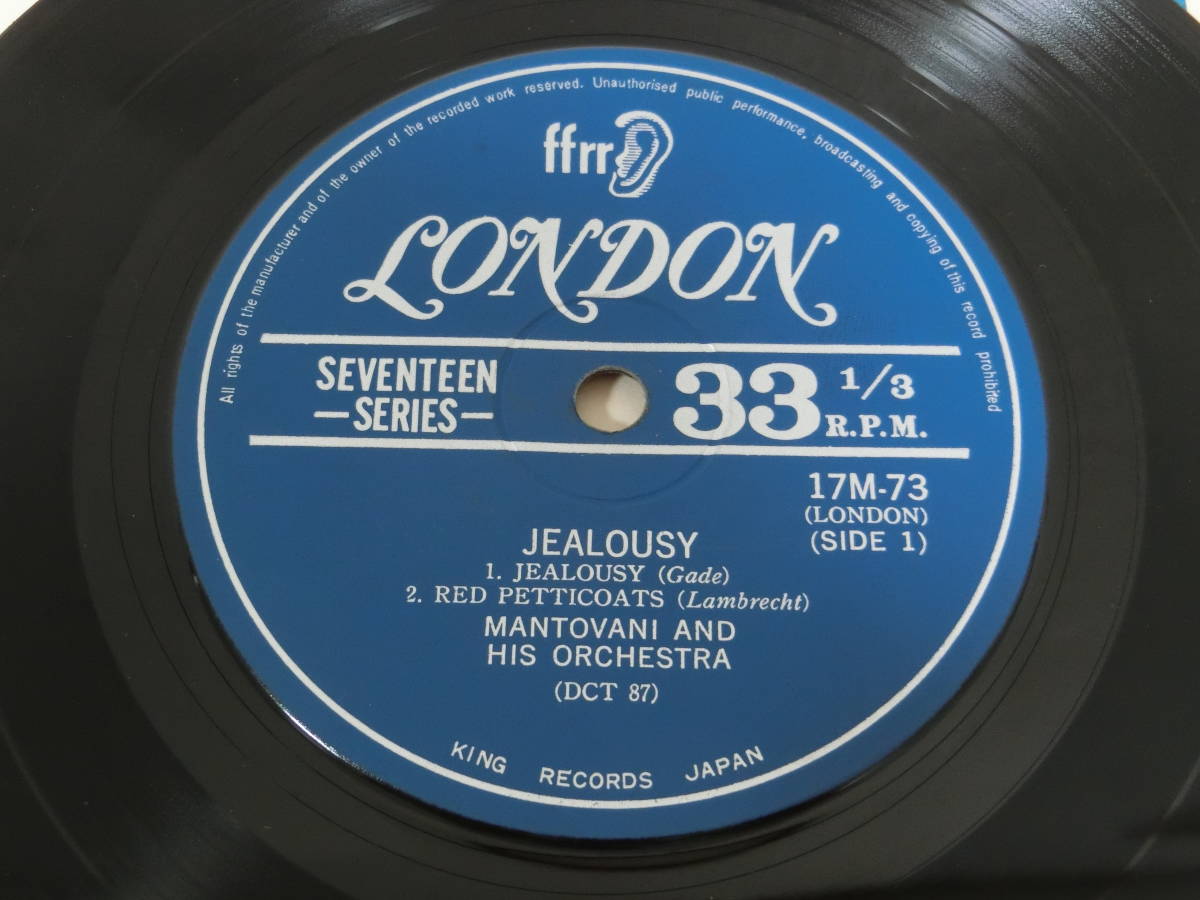 All rights of the manufacturer and of the owner of the recorded work reserved. Unauthorised public performance, broadcasting and copying of this record prohibited
ffrr
LONDON
SEVENTEEN
—SERIES—
33 1/3
R.P.M.
17M-73
(LONDON)
(SIDE 1)
JEALOUSY
1. JEALOUSY (Gade)
2. RED PETTICOATS (Lambrecht)
MANTOVANI AND
HIS ORCHESTRA
(DCT 87)
KING RECORDS JAPAN